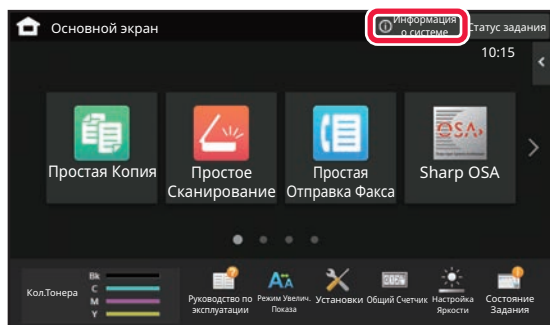 Основной экран
Информация
о системе
Статус задания
10:15
Простая Копия
Простое
Сканирование
Простая
Отправка Факса
OSA
Sharp OSA
Кол.Тонера
Bk
C
M
Y
Руководство по
эксплуатации
Режим Увелич.
Показа
Установки
Общий Счетчик
Настройка
Яркости
Состояние
Задания